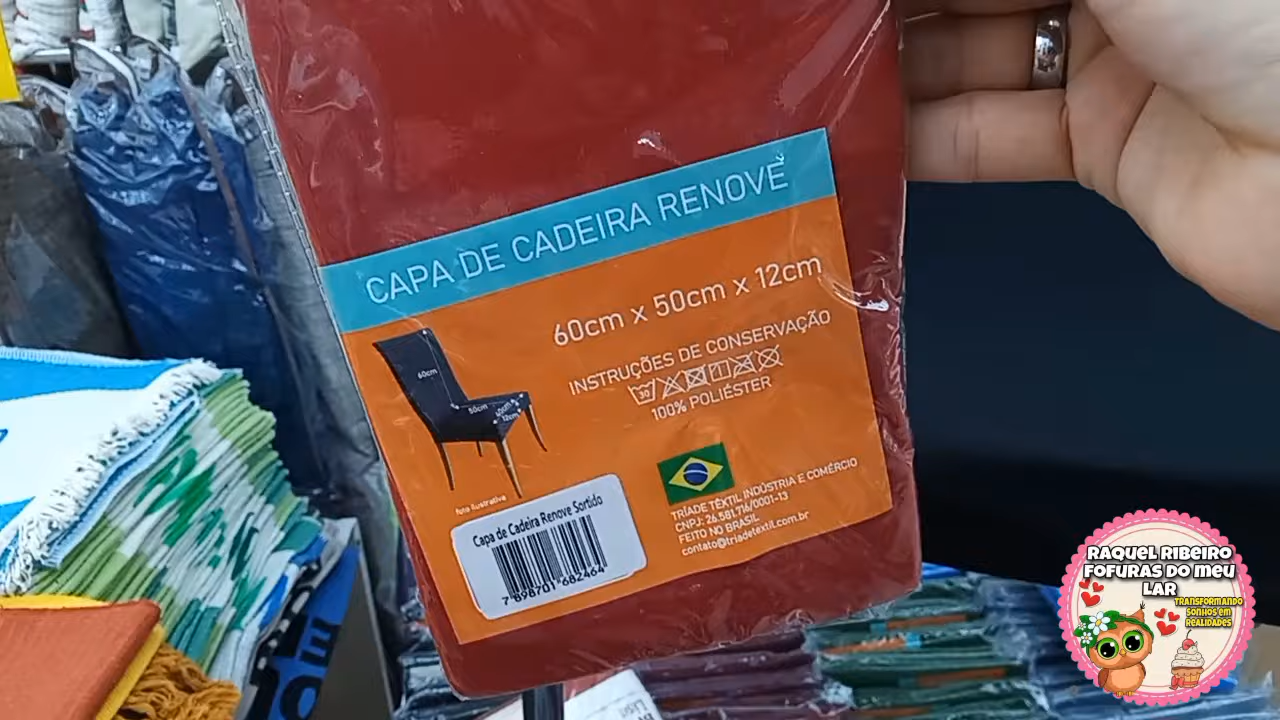 CAPA DE CADEIRA RENOVE
60cm x 50cm x 12cm
INSTRUÇÕES DE CONSERVAÇÃO
30
100% POLIÉSTER
60cm
50cm
12cm
foto ilustrativa
Capa de Cadeira Renove Sortido
7 898701 682464
TRÍADE TÊXTIL INDÚSTRIA E COMÉRCIO
CNPJ: 26.581.716/0001-13
FEITO NO BRASIL
contato@triadetextil.com.br
RAQUEL RIBEIRO
FOFURAS DO MEU
LAR
TRANSFORMANDO
SONHOS EM
REALIDADES